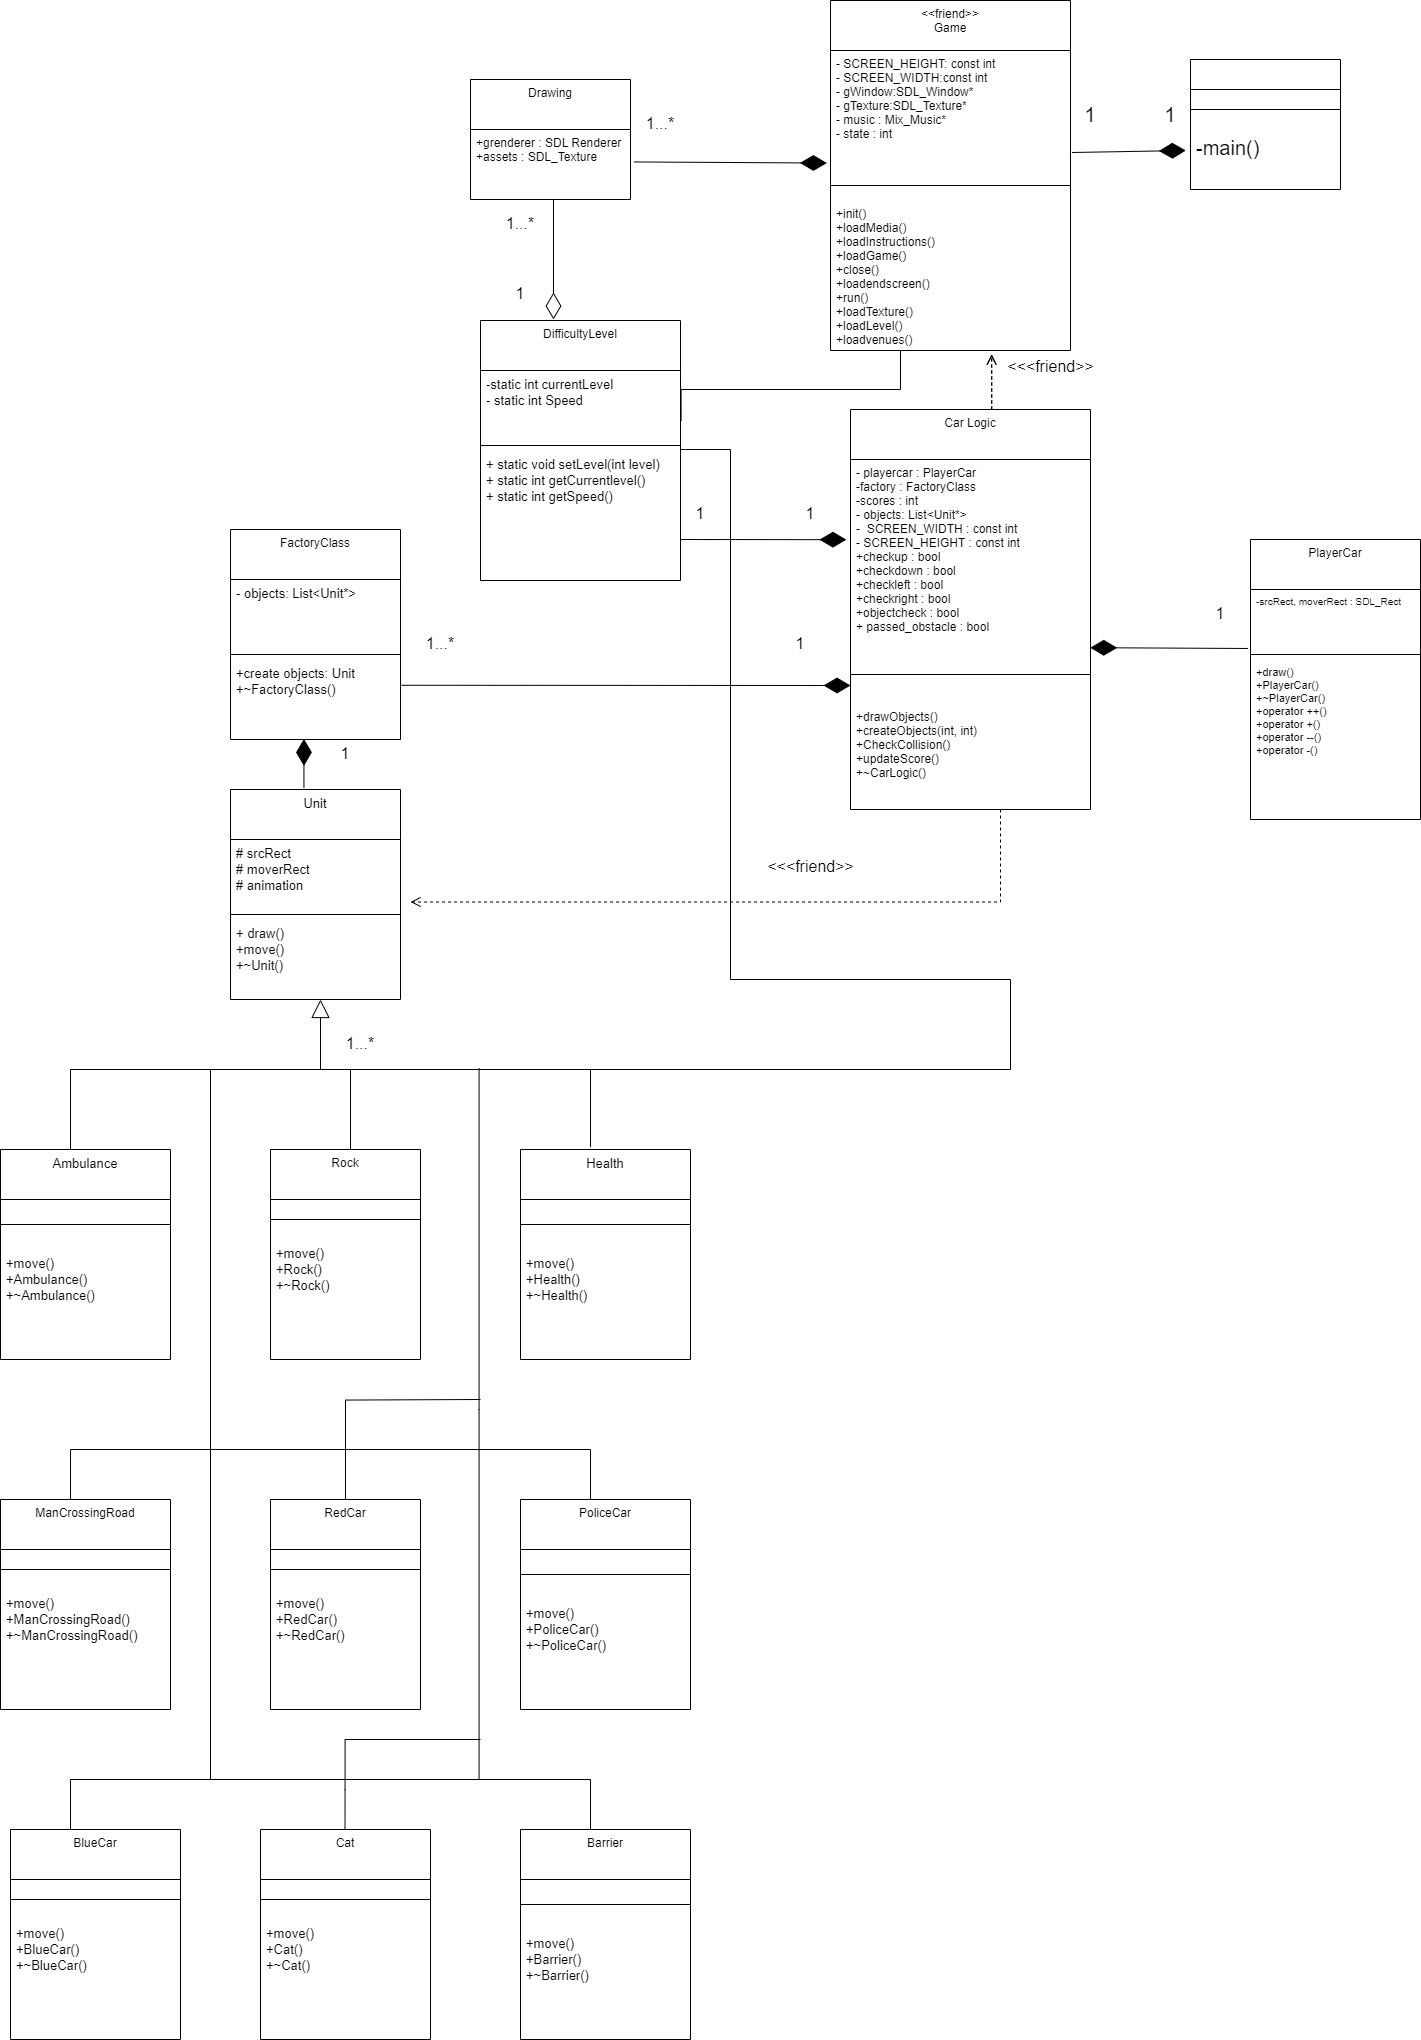 <<friend>>
Game
- SCREEN_HEIGHT: const int
- SCREEN_WIDTH:const int
- gWindow:SDL_Window*
- gTexture:SDL_Texture*
- music : Mix_Music*
- state : int
+init()
+loadMedia()
+loadInstructions()
+loadGame()
+close()
+loadendscreen()
+run()
+loadTexture()
+loadLevel()
+loadvenues()
1
1
-main()
Drawing
+grenderer : SDL Renderer
+assets : SDL_Texture
1...*
1...*
1
DifficultyLevel
-static int currentLevel
- static int Speed
+ static void setLevel(int level)
+ static int getCurrentlevel()
+ static int getSpeed()
<<<friend>>
1
1
Car Logic
- playercar : PlayerCar
-factory : FactoryClass
-scores : int
- objects: List<Unit*>
-  SCREEN_WIDTH : const int
- SCREEN_HEIGHT : const int
+checkup : bool
+checkdown : bool
+checkleft : bool
+checkright : bool
+objectcheck : bool
+ passed_obstacle : bool
+drawObjects()
+createObjects(int, int)
+CheckCollision()
+updateScore()
+~CarLogic()
1
PlayerCar
-srcRect, moverRect : SDL_Rect
+draw()
+PlayerCar()
+~PlayerCar()
+operator ++()
+operator +()
+operator --()
+operator -()
FactoryClass
- objects: List<Unit*>
+create objects: Unit
+~FactoryClass()
1...*
1
1
Unit
# srcRect
# moverRect
# animation
+ draw()
+move()
+~Unit()
<<<friend>>
1...*
Ambulance
+move()
+Ambulance()
+~Ambulance()
Rock
+move()
+Rock()
+~Rock()
Health
+move()
+Health()
+~Health()
ManCrossingRoad
+move()
+ManCrossingRoad()
+~ManCrossingRoad()
RedCar
+move()
+RedCar()
+~RedCar()
PoliceCar
+move()
+PoliceCar()
+~PoliceCar()
BlueCar
+move()
+BlueCar()
+~BlueCar()
Cat
+move()
+Cat()
+~Cat()
Barrier
+move()
+Barrier()
+~Barrier()